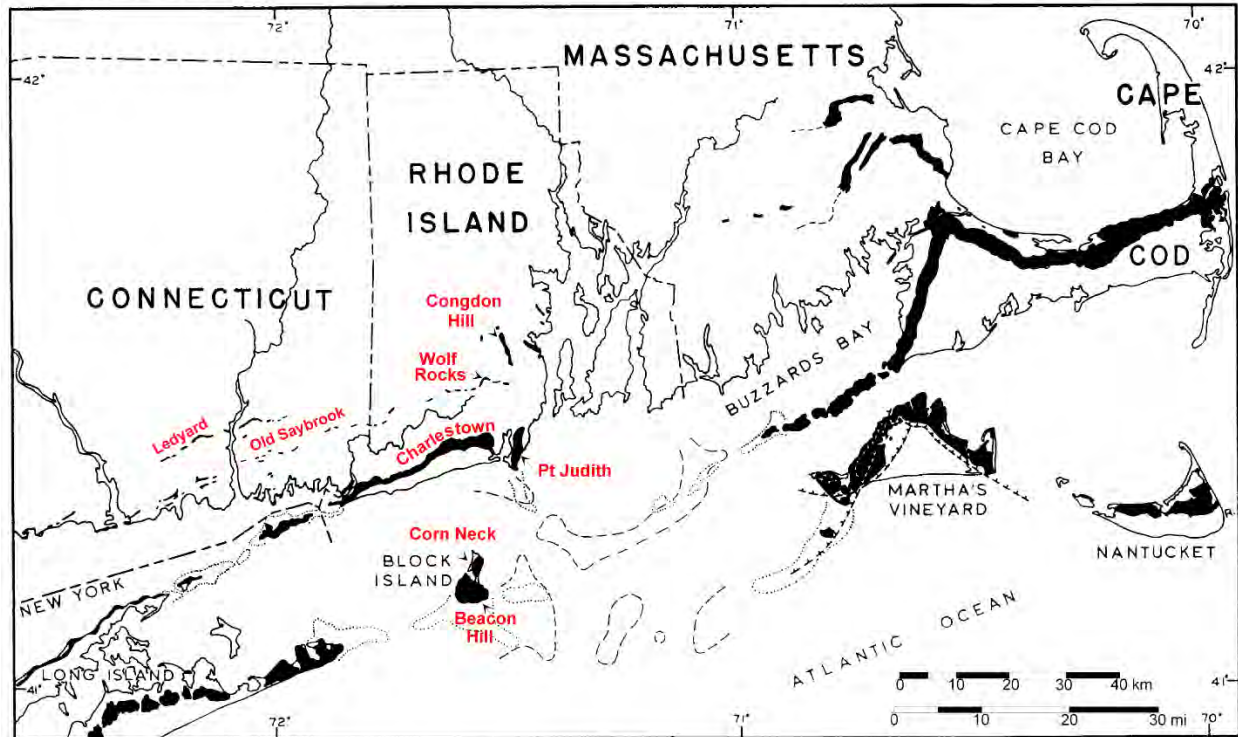 72°
71°
70°
42°
42°
MASSACHUSETTS
CAPE
CAPE COD
BAY
RHODE
ISLAND
COD
CONNECTICUT
Congdon
Hill
BUZZARDS BAY
Wolf
Rocks
Ledyard
Old Saybrook
Charlestown
Pt Judith
MARTHA'S
VINEYARD
NANTUCKET
Corn Neck
BLOCK
ISLAND
NEW YORK
Beacon
Hill
ATLANTIC OCEAN
LONG ISLAND
0 10 20 30 40 km
41°
41°
0 10 20 30 mi
72°
71°
70°